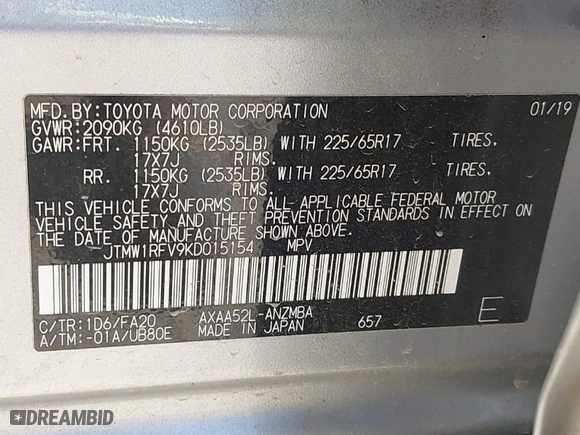 MFD.BY:TOYOTA MOTOR CORPORATION 01/19
GVWR:2090KG (4610LB)
GAWR:FRT. 1150KG (2535LB) WITH 225/65R17 TIRES.
17X7J RIMS.
RR. 1150KG (2535LB) WITH 225/65R17 TIRES.
17X7J RIMS.
THIS VEHICLE CONFORMS TO ALL APPLICABLE FEDERAL MOTOR
VEHICLE SAFETY AND THEFT PREVENTION STANDARDS IN EFFECT ON
THE DATE OF MANUFACTURE SHOWN ABOVE.
JTMW1RFV9KD015154 MPV
C/TR:1D6/FA20 AXAA52L-ANZMBA 657 E
A/TM:-01A/UB80E MADE IN JAPAN
DREAMBID